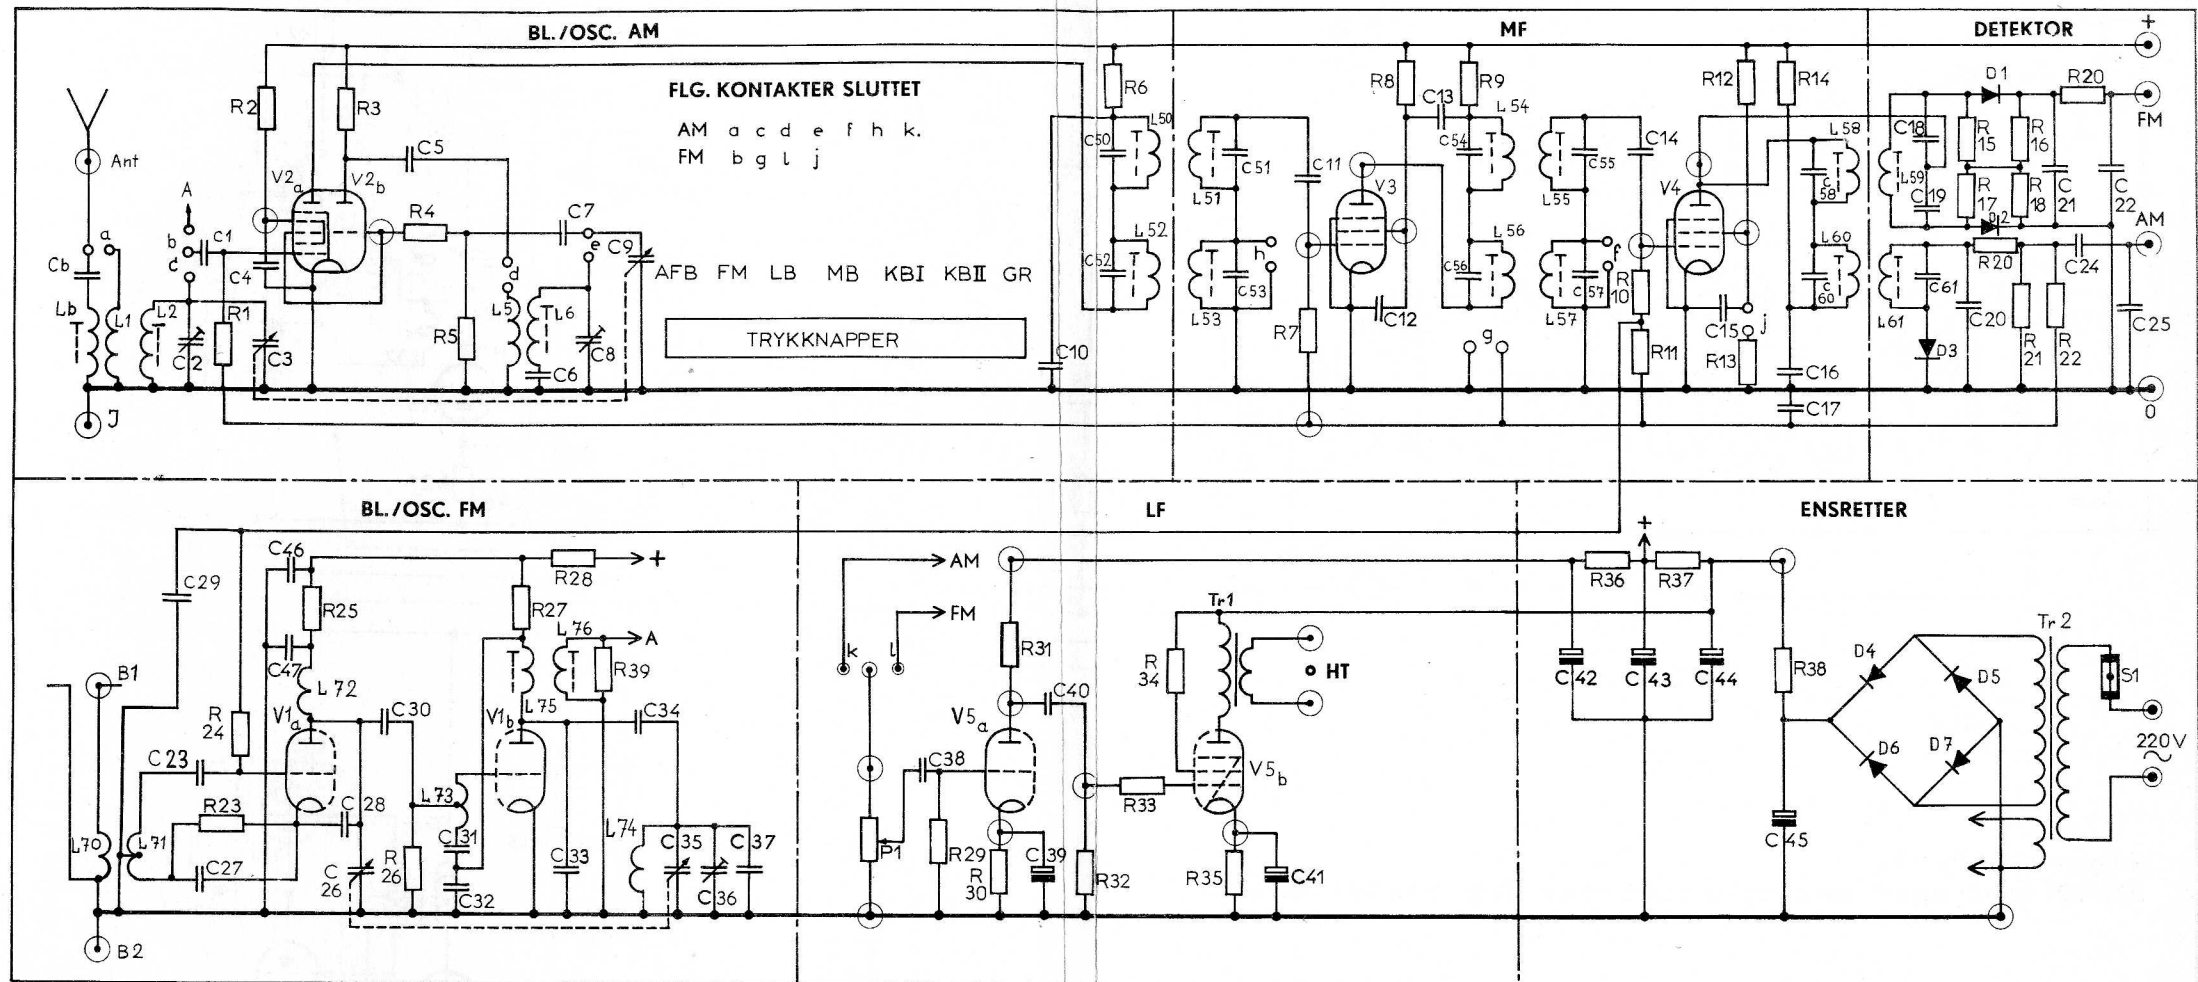 BL./OSC. AM
MF
DETEKTOR
+
FLG. KONTAKTER SLUTTET
AM a c d e f h k.
FM b g l j
Ant
A
a
b
c
Cb
Lb
L1
L2
C1
C2
C3
C4
R1
R2
R3
V2a
V2b
C5
R4
C7
e
C9
d
L5
L6
C8
C6
R5
AFB FM LB MB KBI KBII GR
TRYKKNAPPER
J
R6
C50
L50
L52
C52
C10
C51
L51
L53
C53
h
C11
R7
R8
C13
R9
V3
C12
L54
C54
L56
C56
g
C55
L55
L57
C57
f
C14
R10
R11
R12
R14
V4
C15
j
R13
L58
C58
L60
C60
C16
C17
D1
R20
FM
C18
L59
C19
R15
R16
R17
R18
D2
C21
C22
AM
R20
C24
C61
L61
D3
C20
R21
R22
C25
O
BL./OSC. FM
LF
ENSRETTER
C29
C46
R25
C47
L72
R28
+
R27
L76
A
R39
B1
R24
V1a
C30
V1b
L75
C34
C23
R23
C28
L73
C31
L70
L71
C27
C26
R26
C32
C33
L74
C35
C36
C37
B2
AM
FM
k
l
R31
C40
V5a
C38
P1
R29
R30
C39
R32
Tr1
R34
HT
V5b
R33
R35
C41
+
R36
R37
C42
C43
C44
R38
C45
D4
D5
D6
D7
Tr2
S1
220V